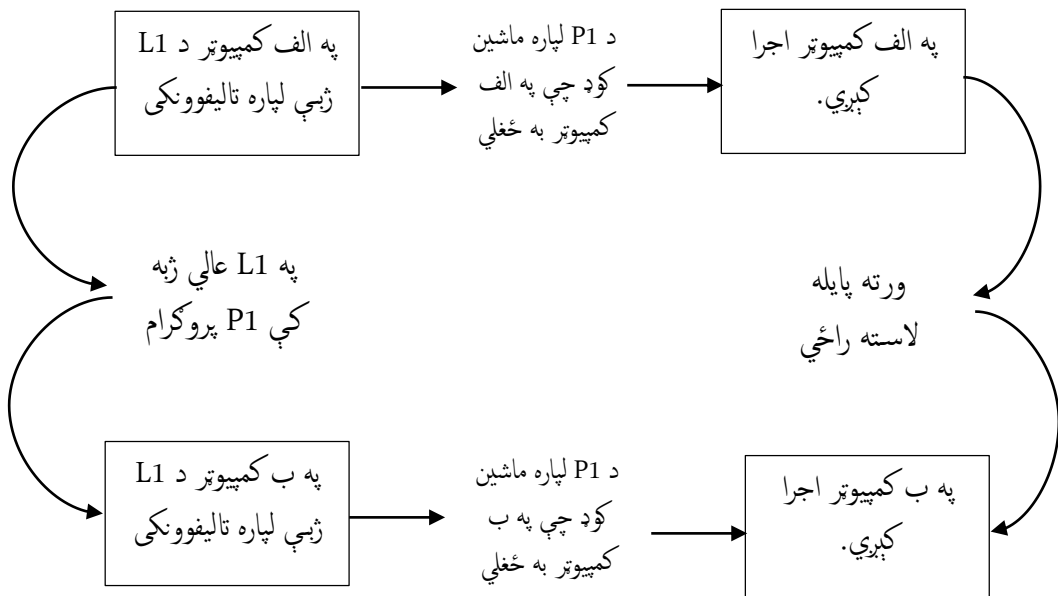 په الف کمپیوټر د L1
ژبې لپاره تالیفوونکی
د P1 لپاره ماشین
کوډ چې په الف
کمپیوټر به ځغلي
په الف کمپیوټر اجرا
کېږي.
په L1 عالي ژبه
کې P1 پروګرام
ورته پایله
لاسته راځي
په ب کمپیوټر د L1
ژبې لپاره تالیفوونکی
د P1 لپاره ماشین
کوډ چې په ب
کمپیوټر به ځغلي
په ب کمپیوټر اجرا
کېږي.